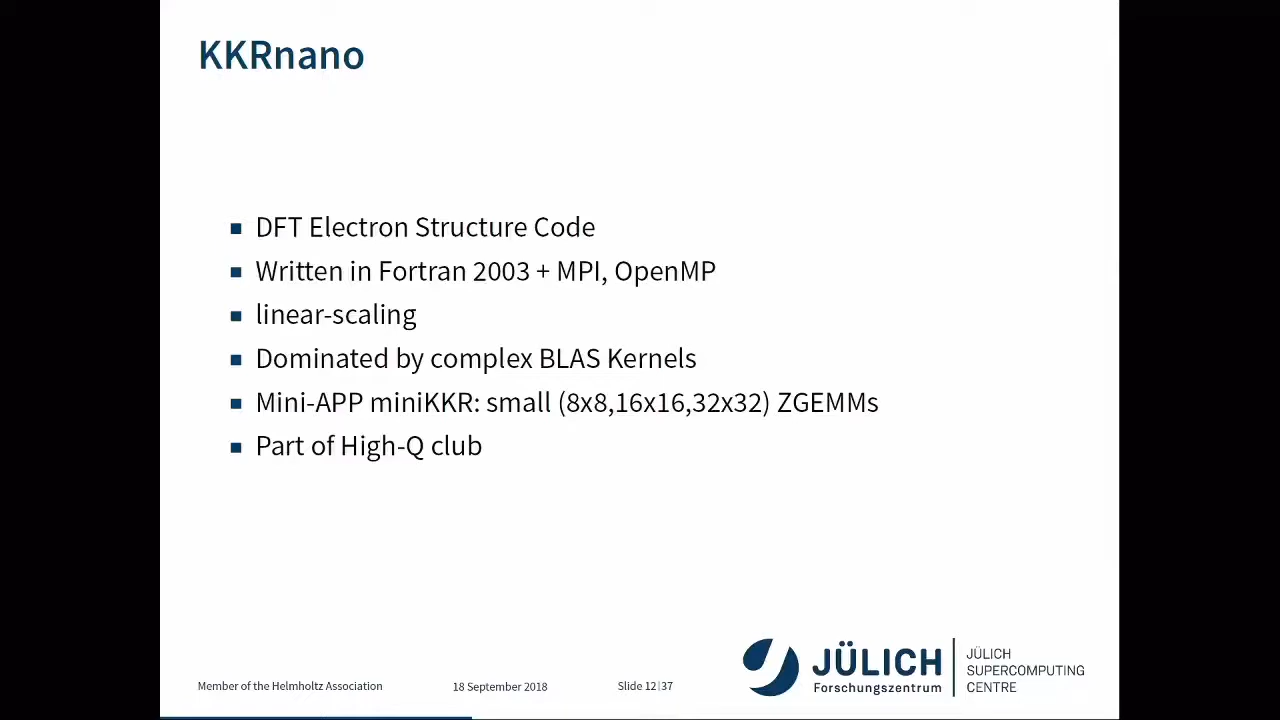 KKRnano
DFT Electron Structure Code
Written in Fortran 2003 + MPI, OpenMP
linear-scaling
Dominated by complex BLAS Kernels
Mini-APP miniKKR: small (8x8,16x16,32x32) ZGEMMs
Part of High-Q club
Member of the Helmholtz Association
18 September 2018
Slide 12|37
JÜLICH
Forschungszentrum
JÜLICH
SUPERCOMPUTING
CENTRE